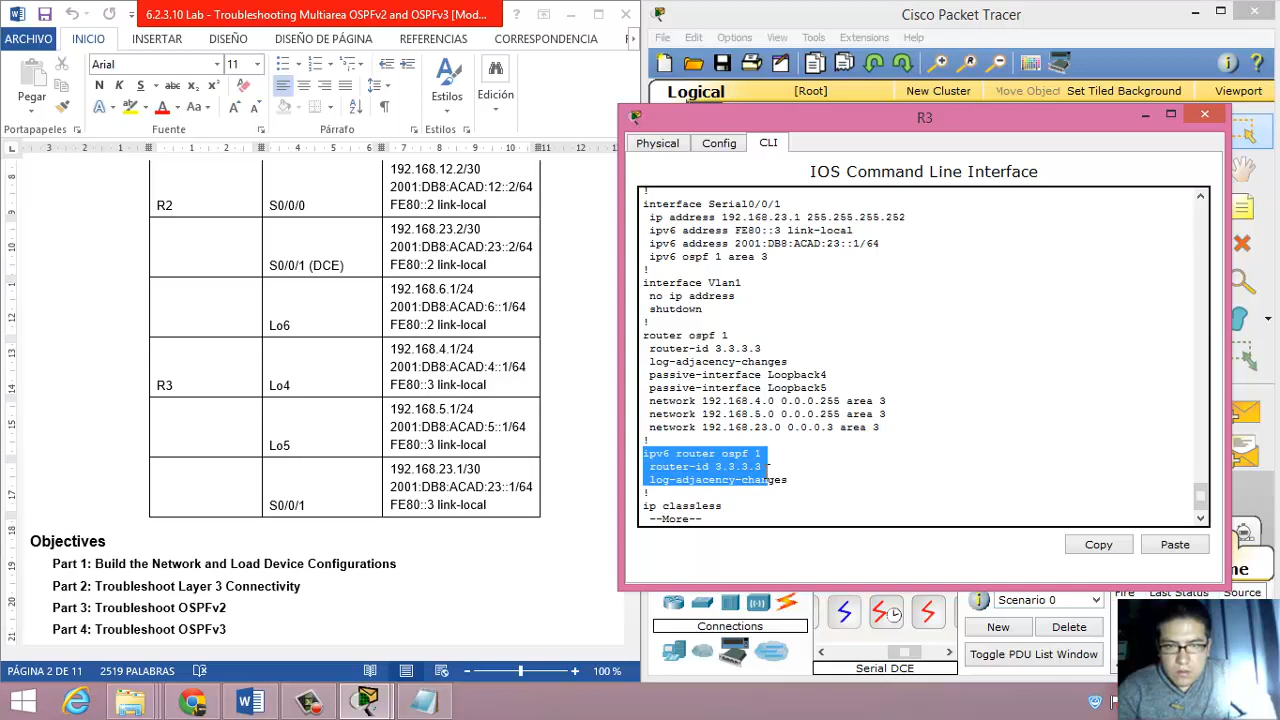 6.2.3.10 Lab - Troubleshooting Multiarea OSPFv2 and OSPFv3 [Mod...
ARCHIVO INICIO INSERTAR DISEÑO DISEÑO DE PÁGINA REFERENCIAS CORRESPONDENCIA
Arial 11
Pegar
N K S abc x₂ x²
Estilos Edición
Portapapeles Fuente Párrafo Estilos
192.168.12.2/30
2001:DB8:ACAD:12::2/64
R2 S0/0/0 FE80::2 link-local
192.168.23.2/30
2001:DB8:ACAD:23::2/64
S0/0/1 (DCE) FE80::2 link-local
192.168.6.1/24
2001:DB8:ACAD:6::1/64
Lo6 FE80::2 link-local
192.168.4.1/24
2001:DB8:ACAD:4::1/64
R3 Lo4 FE80::3 link-local
192.168.5.1/24
2001:DB8:ACAD:5::1/64
Lo5 FE80::3 link-local
192.168.23.1/30
2001:DB8:ACAD:23::1/64
S0/0/1 FE80::3 link-local
Objectives
Part 1: Build the Network and Load Device Configurations
Part 2: Troubleshoot Layer 3 Connectivity
Part 3: Troubleshoot OSPFv2
Part 4: Troubleshoot OSPFv3
PÁGINA 2 DE 11 2519 PALABRAS 100 %
Cisco Packet Tracer
File Edit Options View Tools Extensions Help
Logical [Root] New Cluster Move Object Set Tiled Background Viewport
R3
Physical Config CLI
IOS Command Line Interface
!
interface Serial0/0/1
ip address 192.168.23.1 255.255.255.252
ipv6 address FE80::3 link-local
ipv6 address 2001:DB8:ACAD:23::1/64
ipv6 ospf 1 area 3
!
interface Vlan1
no ip address
shutdown
!
router ospf 1
router-id 3.3.3.3
log-adjacency-changes
passive-interface Loopback4
passive-interface Loopback5
network 192.168.4.0 0.0.0.255 area 3
network 192.168.5.0 0.0.0.255 area 3
network 192.168.23.0 0.0.0.3 area 3
!
ipv6 router ospf 1
router-id 3.3.3.3
log-adjacency-changes
!
ip classless
--More--
Copy Paste
Connections
Serial DCE
Scenario 0
New Delete
Toggle PDU List Window
Fire Last Status Source